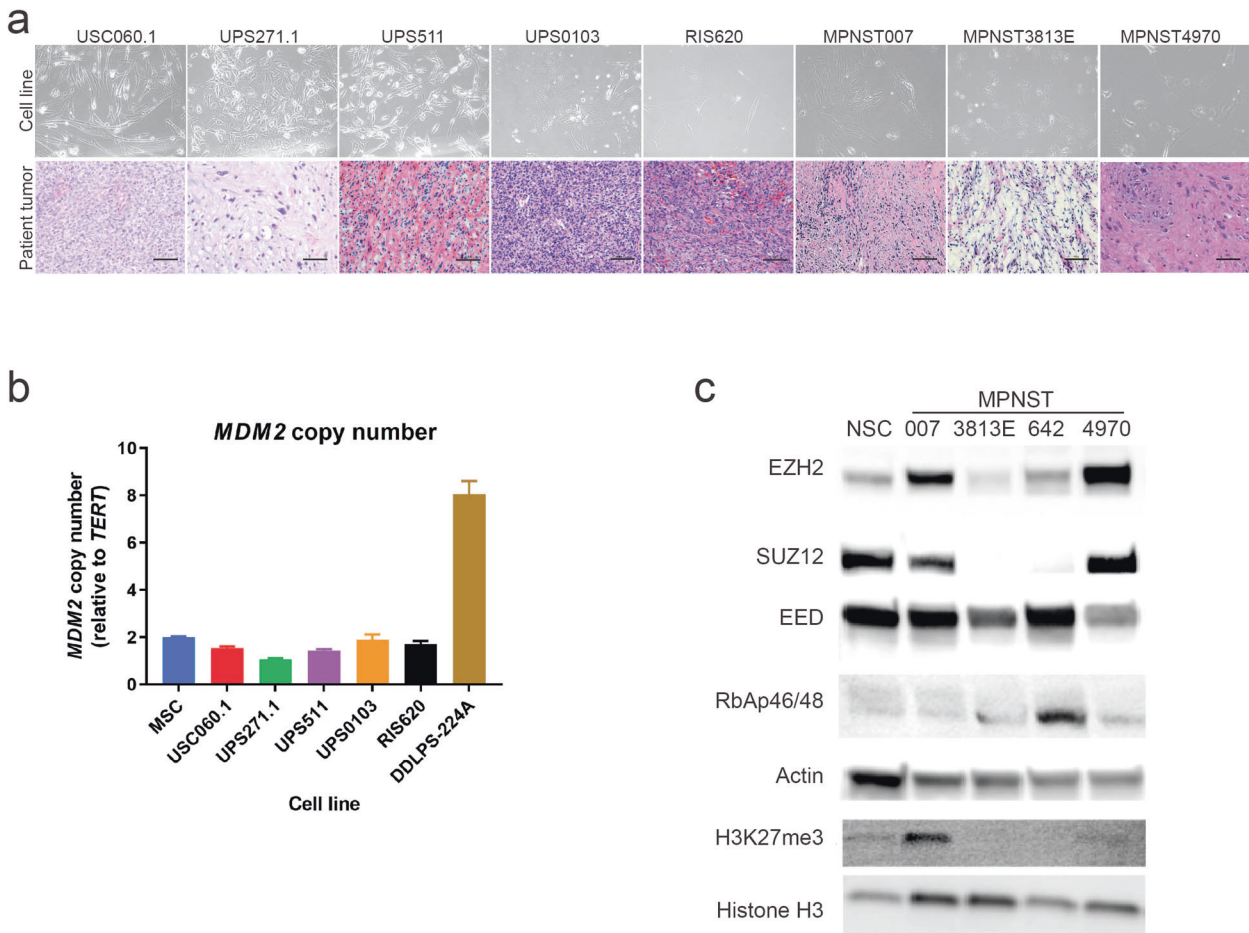 a
USC060.1 UPS271.1 UPS511 UPS0103 RIS620 MPNST007 MPNST3813E MPNST4970
Cell line
Patient tumor
b
MDM2 copy number
MDM2 copy number
(relative to TERT)
10
8
6
4
2
0
MSC
USC060.1
UPS271.1
UPS511
UPS0103
RIS620
DDLPS-224A
Cell line
c
MPNST
NSC 007 3813E 642 4970
EZH2
SUZ12
EED
RbAp46/48
Actin
H3K27me3
Histone H3